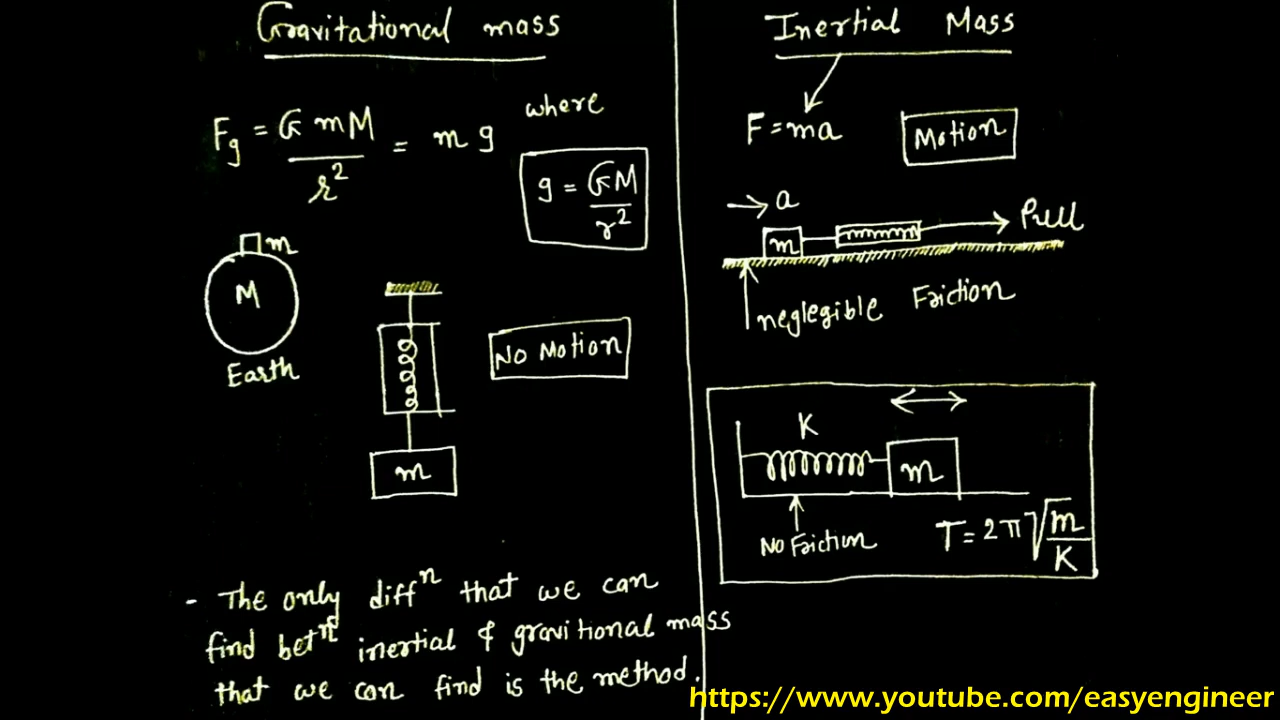 Gravitational mass
Fg = G mM / r² = m g
where
g = GM / r²
m
M
Earth
No Motion
m
- The only diffⁿ that we can
find betⁿ inertial & gravitional mass
that we can find is the method.
Inertial Mass
F = ma
Motion
a
m
Pull
neglegible Friction
K
m
No Friction
T = 2π √m/K
https://www.youtube.com/easyengineer